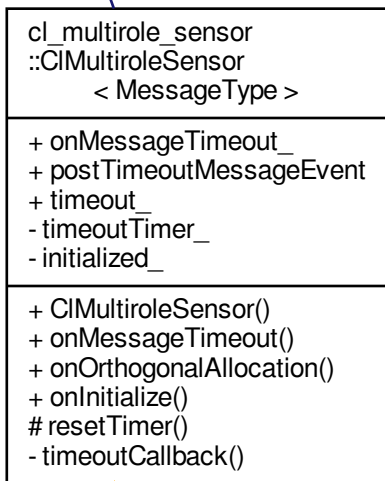 cl_multirole_sensor
::ClMultiroleSensor
< MessageType >
+ onMessageTimeout_
+ postTimeoutMessageEvent
+ timeout_
- timeoutTimer_
- initialized_
+ ClMultiroleSensor()
+ onMessageTimeout()
+ onOrthogonalAllocation()
+ onInitialize()
# resetTimer()
- timeoutCallback()